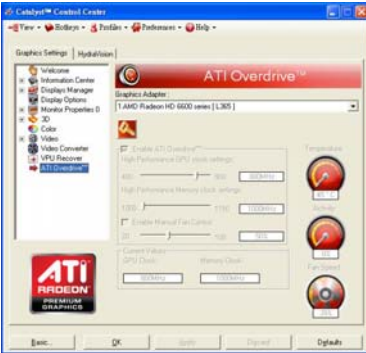 Catalyst™ Control Center
View Hotkeys Profiles Preferences Help
Graphics Settings HydraVision
Welcome
Information Center
Displays Manager
Display Options
Monitor Properties 0
3D
Color
Video
Video Converter
VPU Recover
ATI Overdrive™
ATI Overdrive™
Graphics Adapter:
1.AMD Radeon HD 6600 series [ L365 ]
Enable ATI Overdrive™
High Performance GPU clock settings:
High Performance Memory clock settings:
Enable Manual Fan Control
Current Values
GPU Clock: Memory Clock:
Temperature
Activity
Fan Speed
ATI
RADEON
PREMIUM
GRAPHICS
Basic... OK Apply Discard Defaults